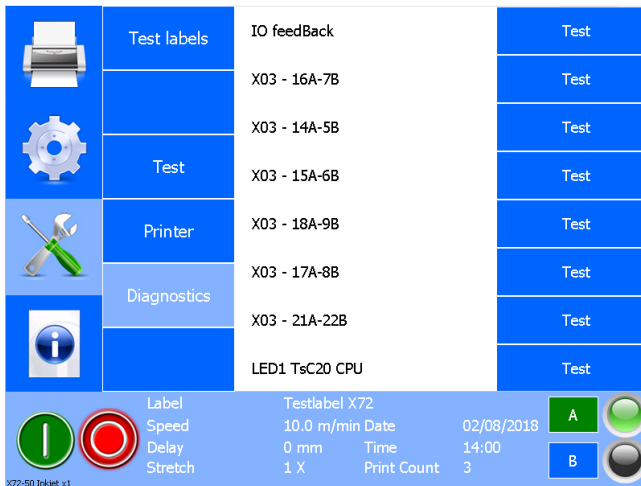 Test labels
Test
Printer
Diagnostics
IO feedBack Test
X03 - 16A-7B Test
X03 - 14A-5B Test
X03 - 15A-6B Test
X03 - 18A-9B Test
X03 - 17A-8B Test
X03 - 21A-22B Test
LED1 TsC20 CPU Test
Label Testlabel X72
Speed 10.0 m/min Date 02/08/2018
Delay 0 mm Time 14:00
Stretch 1 X Print Count 3
A
B
X72-50 Inkjet x1